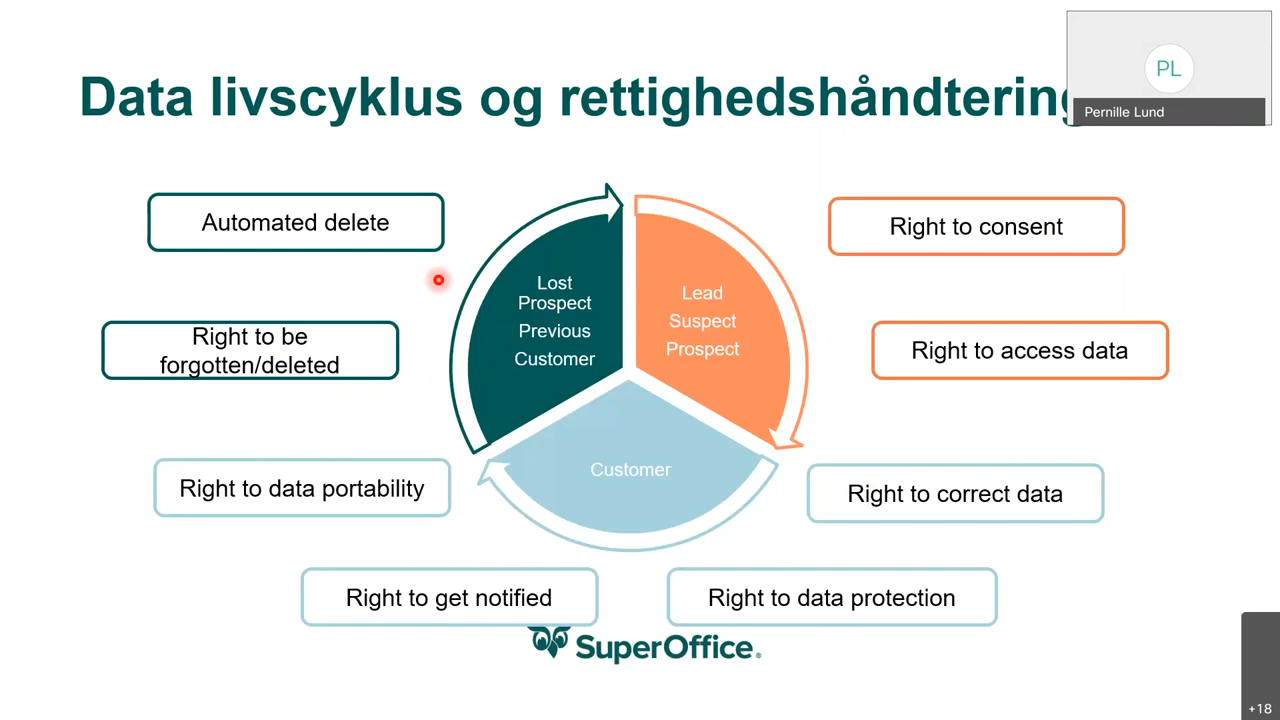 Data livscyklus og rettighedshåndtering
PL
Pernille Lund
Automated delete
Right to be
forgotten/deleted
Right to data portability
Right to get notified
Lost
Prospect
Previous
Customer
Lead
Suspect
Prospect
Customer
Right to consent
Right to access data
Right to correct data
Right to data protection
SuperOffice®
+18